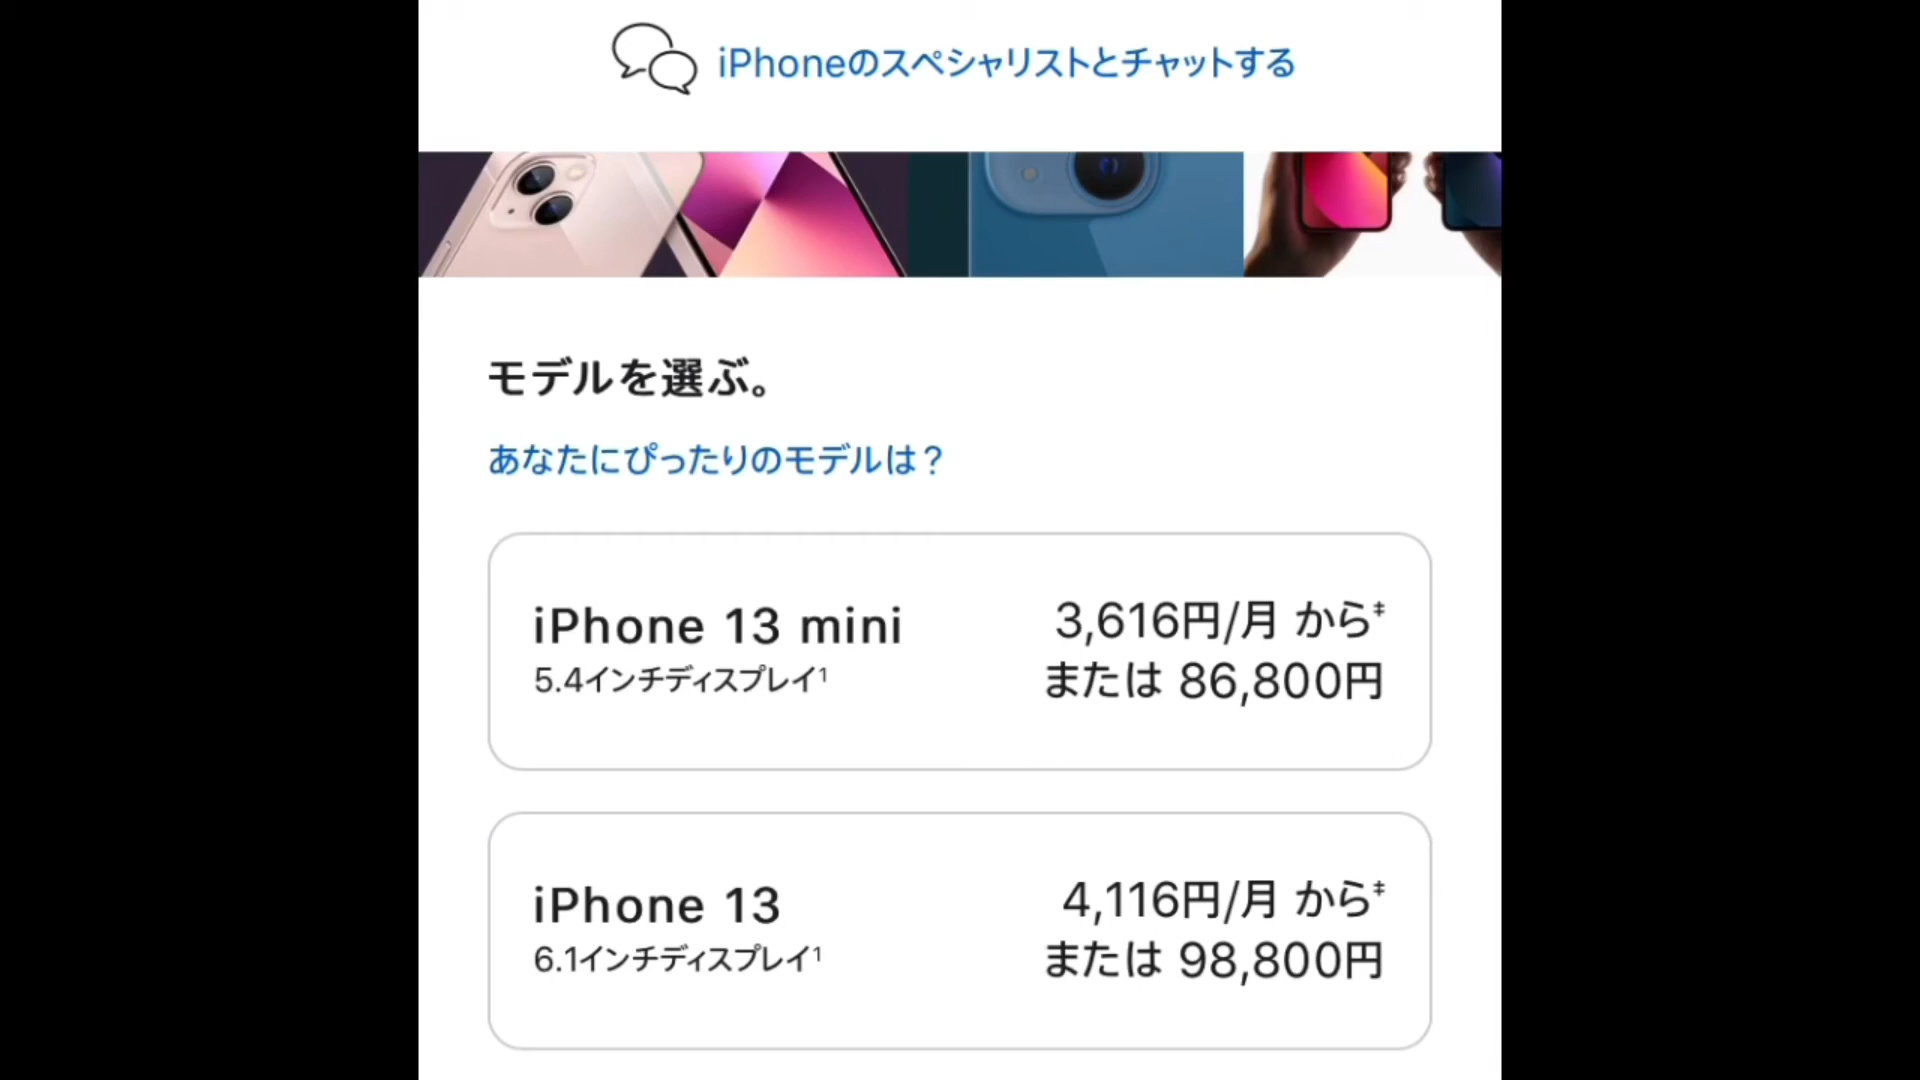 iPhoneのスペシャリストとチャットする
モデルを選ぶ。
あなたにぴったりのモデルは？
iPhone 13 mini
5.4インチディスプレイ¹
3,616円/月 から‡
または 86,800円
iPhone 13
6.1インチディスプレイ¹
4,116円/月 から‡
または 98,800円